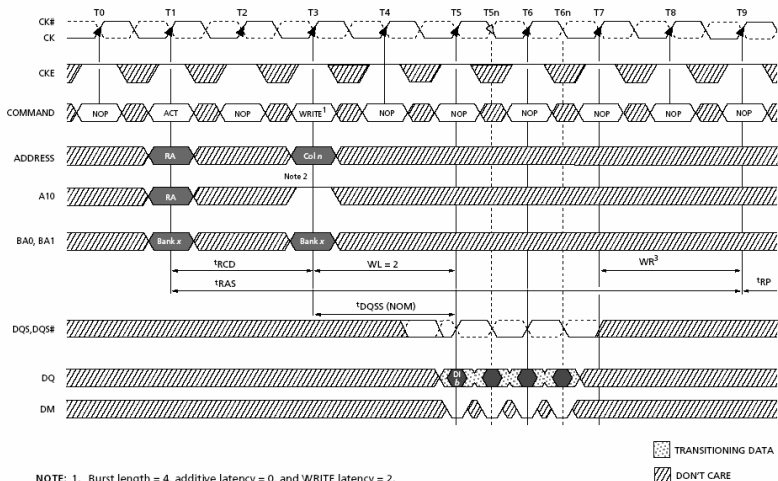 T0 T1 T2 T3 T4 T5 T5n T6 T6n T7 T8 T9
CK#
CK
CKE
COMMAND NOP ACT NOP WRITE1 NOP NOP NOP NOP NOP NOP
ADDRESS RA Col n
Note 2
A10 RA
BA0, BA1 Bank x Bank x
tRCD WL = 2 WR3
tRAS tRP
tDQSS (NOM)
DQS,DQS#
DQ DI b
DM
TRANSITIONING DATA
DON'T CARE
NOTE: 1. Burst length = 4, additive latency = 0, and WRITE latency = 2.